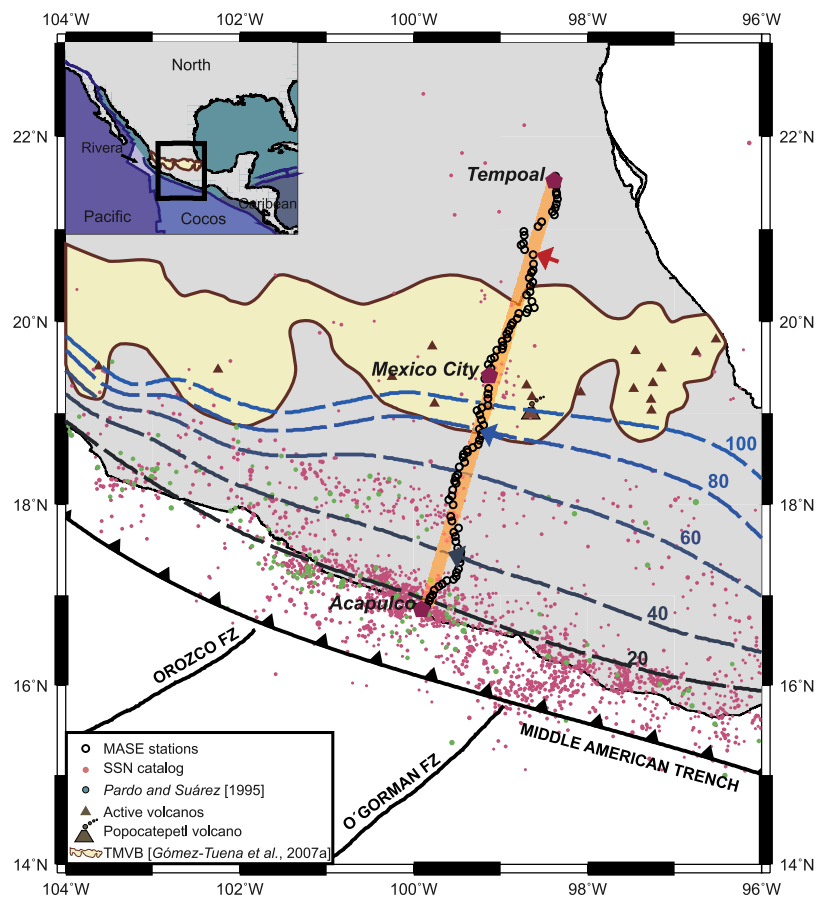 104°W 102°W 100°W 98°W 96°W
North
Rivera
Pacific
Cocos
Caribean
22°N
20°N
18°N
16°N
14°N
Tempoal
Mexico City
Acapulco
100
80
60
40
20
OROZCO FZ
O´GORMAN FZ
MIDDLE AMERICAN TRENCH
MASE stations
SSN catalog
Pardo and Suárez [1995]
Active volcanos
Popocatepetl volcano
TMVB [Gómez-Tuena et al., 2007a]
104°W 102°W 100°W 98°W 96°W
22°N
20°N
18°N
16°N
14°N